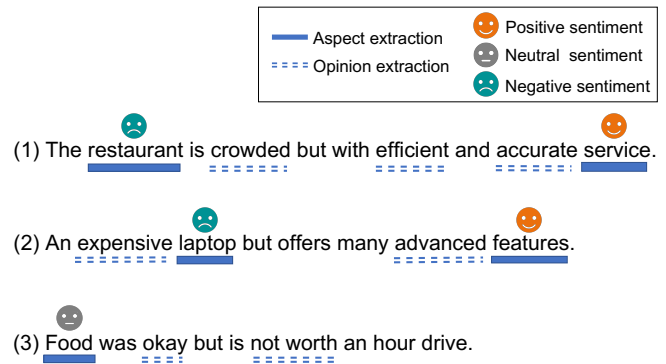 Aspect extraction
Opinion extraction
Positive sentiment
Neutral sentiment
Negative sentiment
(1) The restaurant is crowded but with efficient and accurate service.
(2) An expensive laptop but offers many advanced features.
(3) Food was okay but is not worth an hour drive.